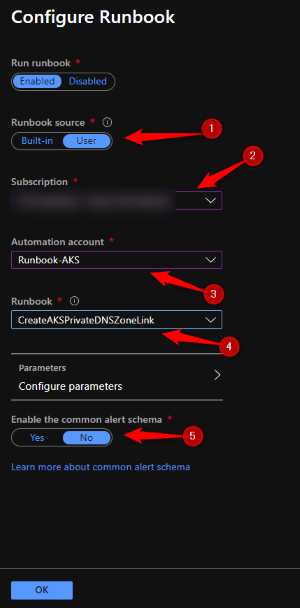 Configure Runbook
Run runbook *
Enabled Disabled
Runbook source *
1
Built-in User
2
Subscription *
Automation account *
Runbook-AKS
3
Runbook *
CreateAKSPrivateDNSZoneLink
4
Parameters
Configure parameters
Enable the common alert schema *
Yes No
5
Learn more about common alert schema
OK